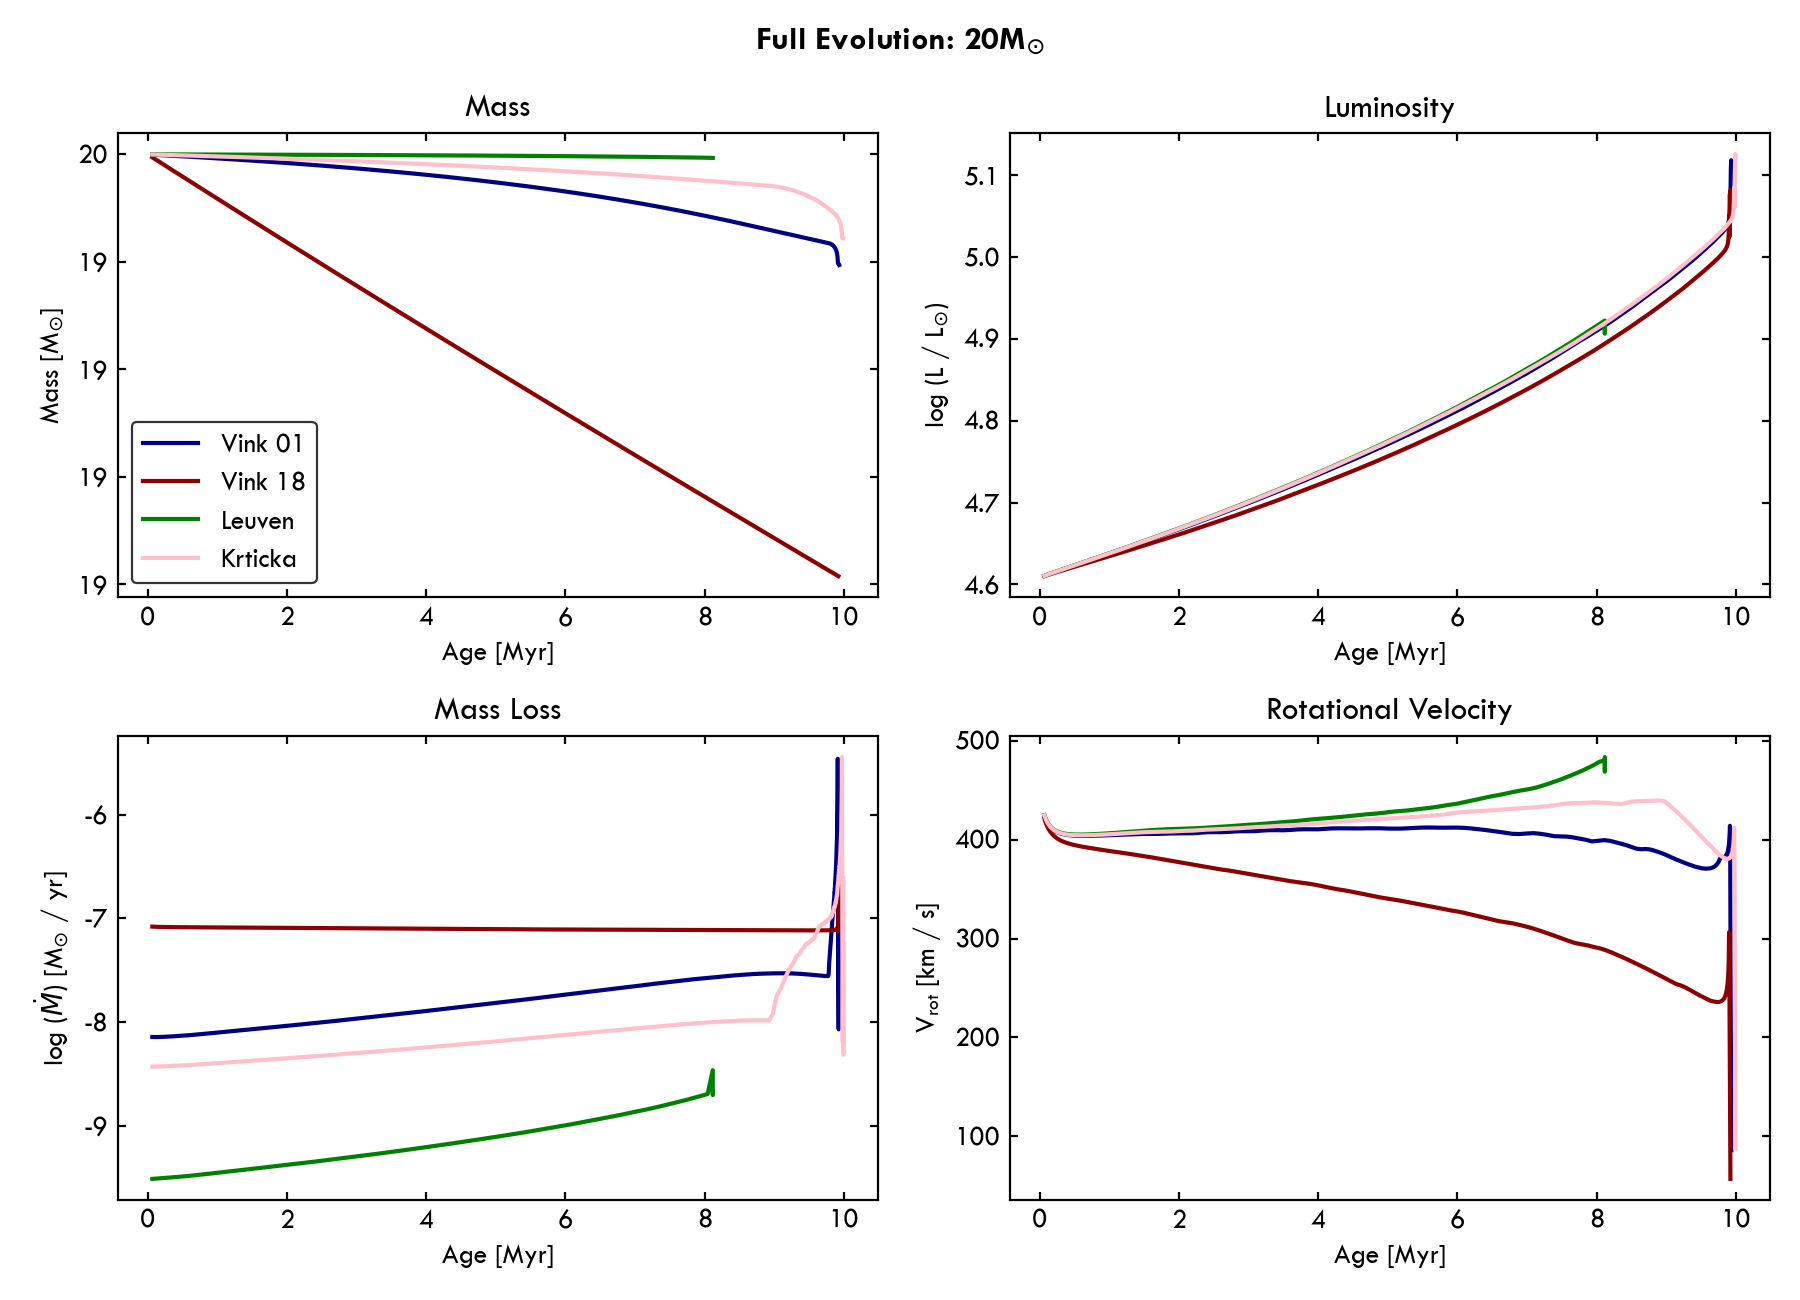 Full Evolution: 20M⊙
Mass
20
19
19
19
19
Mass [M⊙]
Vink 01
Vink 18
Leuven
Krticka
0 2 4 6 8 10
Age [Myr]
Luminosity
5.1
5.0
4.9
4.8
4.7
4.6
log (L / L⊙)
0 2 4 6 8 10
Age [Myr]
Mass Loss
-6
-7
-8
-9
log (Ṁ) [M⊙ / yr]
0 2 4 6 8 10
Age [Myr]
Rotational Velocity
500
400
300
200
100
Vrot [km / s]
0 2 4 6 8 10
Age [Myr]